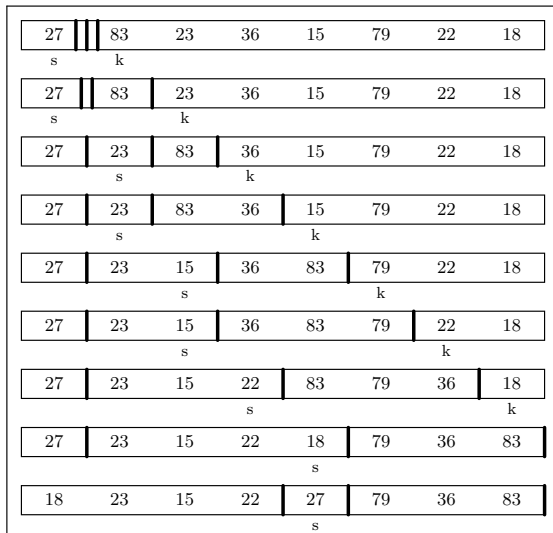 27 83 23 36 15 79 22 18
s k
27 83 23 36 15 79 22 18
s k
27 23 83 36 15 79 22 18
s k
27 23 83 36 15 79 22 18
s k
27 23 15 36 83 79 22 18
s k
27 23 15 36 83 79 22 18
s k
27 23 15 22 83 79 36 18
s k
27 23 15 22 18 79 36 83
s
18 23 15 22 27 79 36 83
s